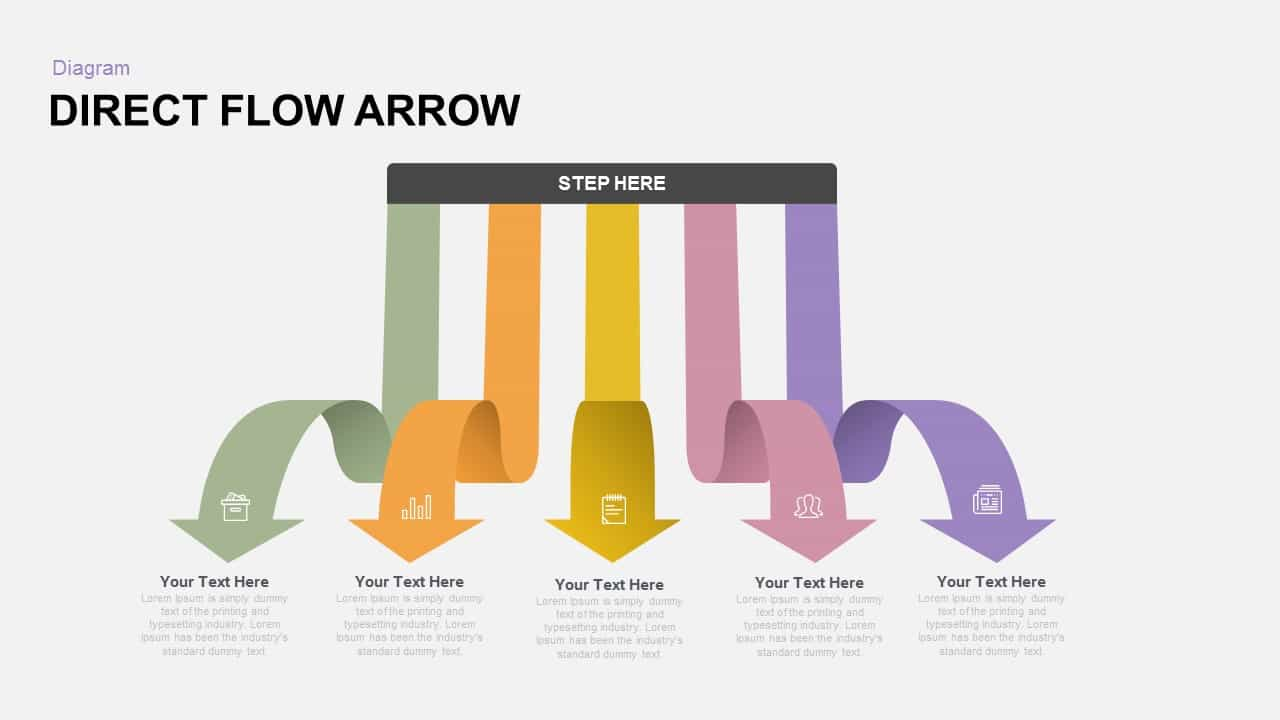 Diagram
DIRECT FLOW ARROW
STEP HERE
Your Text Here
Lorem Ipsum is simply dummy
text of the printing and
typesetting industry. Lorem
Ipsum has been the industry's
standard dummy text
Your Text Here
Lorem Ipsum is simply dummy
text of the printing and
typesetting industry. Lorem
Ipsum has been the industry's
standard dummy text.
Your Text Here
Lorem Ipsum is simply dummy
text of the printing and
typesetting industry. Lorem
Ipsum has been the industry's
standard dummy text.
Your Text Here
Lorem Ipsum is simply dummy
text of the printing and
typesetting industry. Lorem
Ipsum has been the industry's
standard dummy text.
Your Text Here
Lorem Ipsum is simply dummy
text of the printing and
typesetting industry. Lorem
Ipsum has been the industry's
standard dummy text.